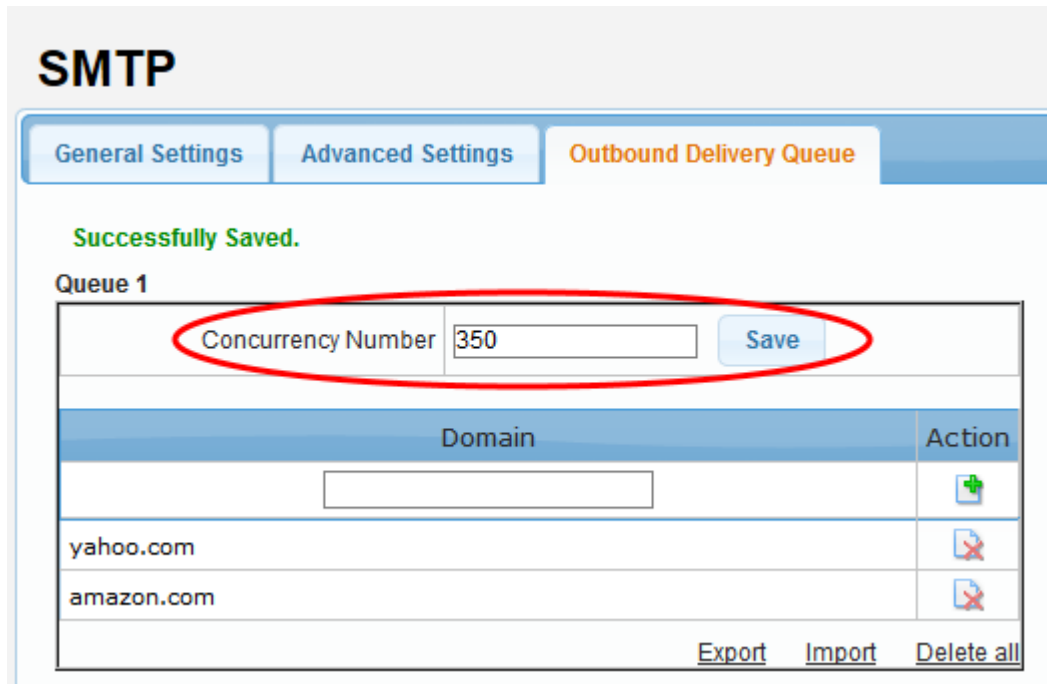 SMTP
General Settings Advanced Settings Outbound Delivery Queue
Successfully Saved.
Queue 1
Concurrency Number 350 Save
Domain Action
yahoo.com
amazon.com
Export Import Delete all